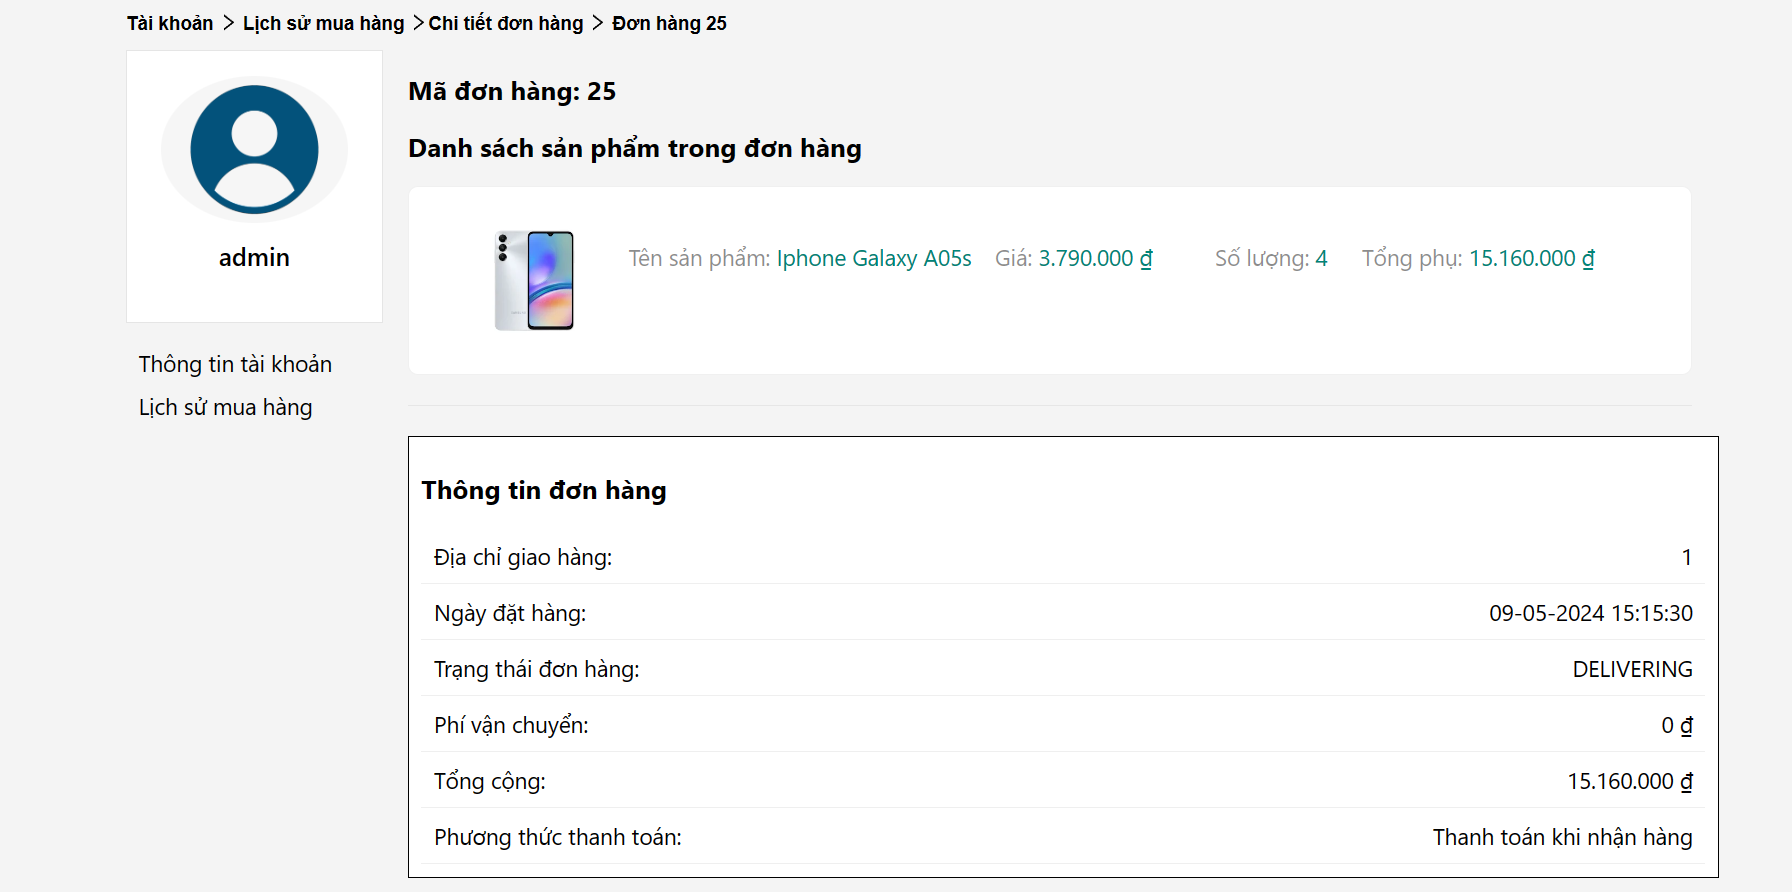 Tài khoản > Lịch sử mua hàng > Chi tiết đơn hàng > Đơn hàng 25
admin
Thông tin tài khoản
Lịch sử mua hàng
Mã đơn hàng: 25
Danh sách sản phẩm trong đơn hàng
Tên sản phẩm: Iphone Galaxy A05s Giá: 3.790.000 ₫ Số lượng: 4 Tổng phụ: 15.160.000 ₫
Thông tin đơn hàng
Địa chỉ giao hàng: 1
Ngày đặt hàng: 09-05-2024 15:15:30
Trạng thái đơn hàng: DELIVERING
Phí vận chuyển: 0 ₫
Tổng cộng: 15.160.000 ₫
Phương thức thanh toán: Thanh toán khi nhận hàng